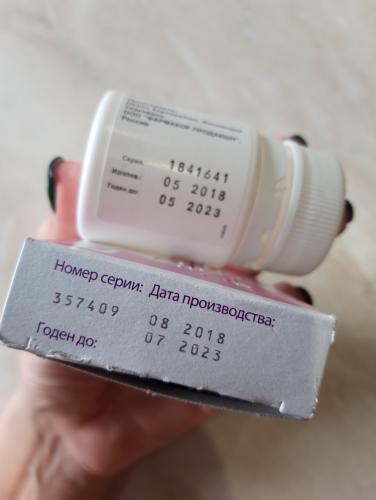 ООО "ФАРМАКОР ПРОДАКШН",
Россия
Серия: 1841641
Изготов.: 05 2018
Годен до: 05 2023
Номер серии: Дата производства:
357409 08 2018
Годен до: 07 2023